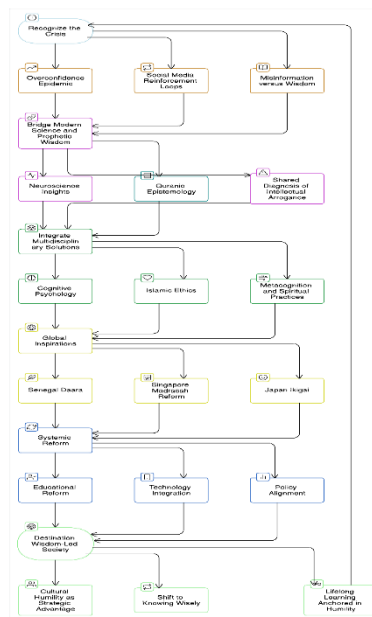 Recognize the
Crisis
Overconfidence
Epidemic
Social Media
Reinforcement
Loops
Misinformation
versus Wisdom
Bridge Modern
Science and
Prophetic
Wisdom
Neuroscience
Insights
Quranic
Epistemology
Shared
Diagnosis of
Intellectual
Arrogance
Integrate
Multidisciplin
ary Solutions
Cognitive
Psychology
Islamic Ethics
Metacognition
and Spiritual
Practices
Global
Inspirations
Senegal Daara
Singapore
Madrasah
Reform
Japan Ikigai
Systemic
Reform
Educational
Reform
Technology
Integration
Policy
Alignment
Destination
Wisdom-Led
Society
Cultural
Humility as
Strategic
Advantage
Shift to
Knowing Wisely
Lifelong
Learning
Anchored in
Humility